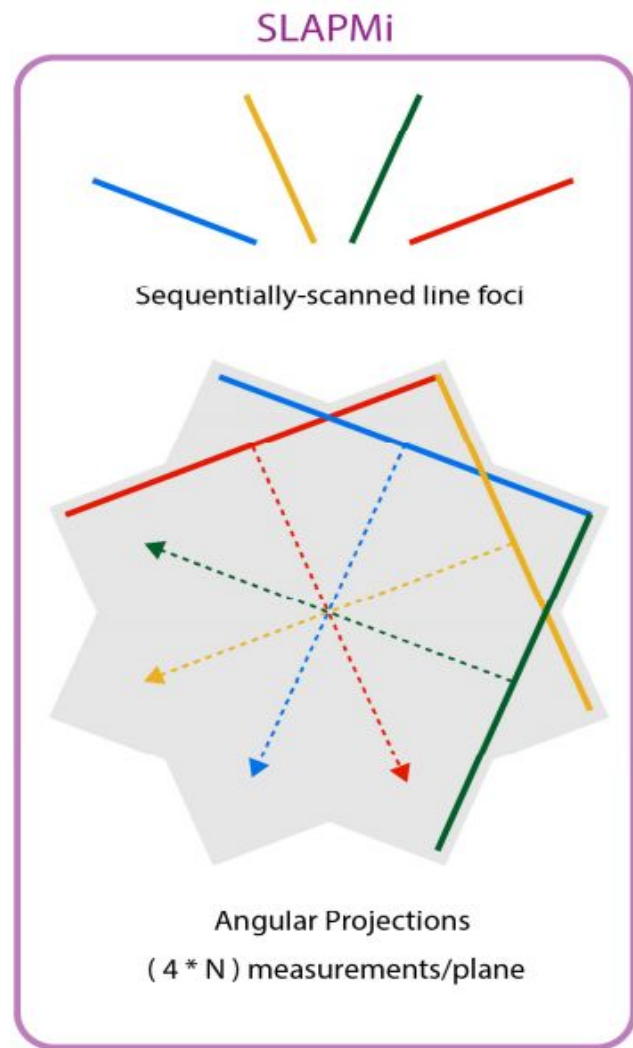 SLAPMi
Sequentially-scanned line foci
Angular Projections
( 4 * N ) measurements/plane